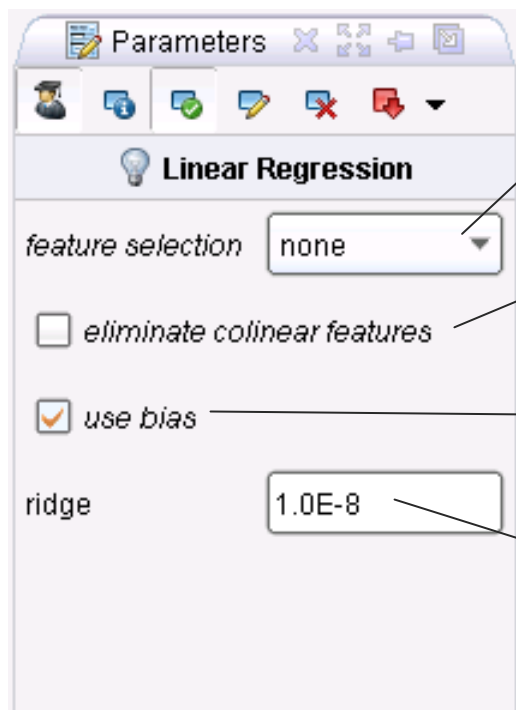 Parameters
Linear Regression
feature selection none
eliminate colinear features
use bias
ridge 1.0E-8